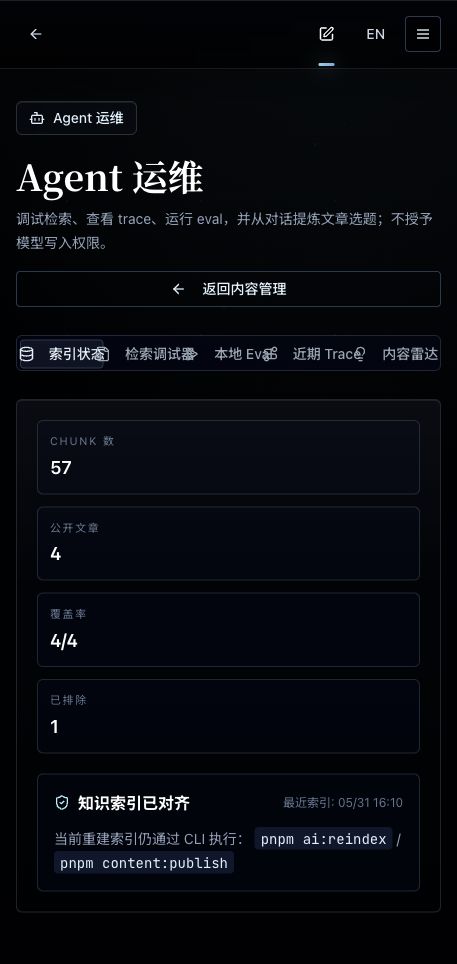 EN
Agent 运维
Agent 运维
调试检索、查看 trace、运行 eval，并从对话提炼文章选题；不授予
模型写入权限。
返回内容管理
索引状态 检索调试器 本地 Eval 近期 Trace 内容雷达
CHUNK 数
57
公开文章
4
覆盖率
4/4
已排除
1
知识索引已对齐 最近索引: 05/31 16:10
当前重建索引仍通过 CLI 执行： pnpm ai:reindex /
pnpm content:publish